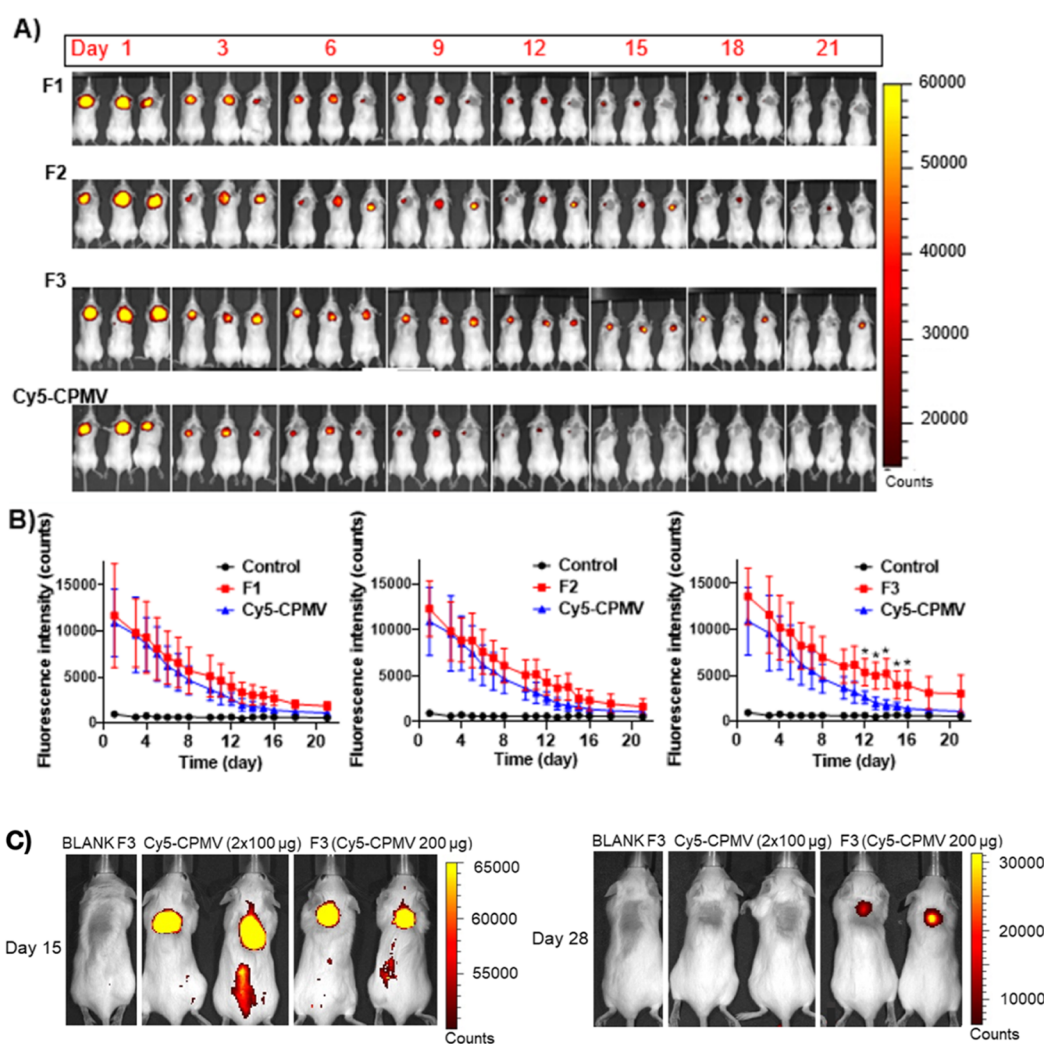 A)
Day 1 3 6 9 12 15 18 21
F1
F2
F3
Cy5-CPMV
60000
50000
40000
30000
20000
Counts
B)
Fluorescence intensity (counts)
15000
10000
5000
0
0 4 8 12 16 20
Time (day)
Control
F1
Cy5-CPMV
Fluorescence intensity (counts)
15000
10000
5000
0
0 4 8 12 16 20
Time (day)
Control
F2
Cy5-CPMV
Fluorescence intensity (counts)
15000
10000
5000
0
0 4 8 12 16 20
Time (day)
Control
F3
Cy5-CPMV
* * * * *
C)
BLANK F3 Cy5-CPMV (2x100 µg) F3 (Cy5-CPMV 200 µg)
Day 15
65000
60000
55000
Counts
BLANK F3 Cy5-CPMV (2x100 µg) F3 (Cy5-CPMV 200 µg)
Day 28
30000
20000
10000
Counts